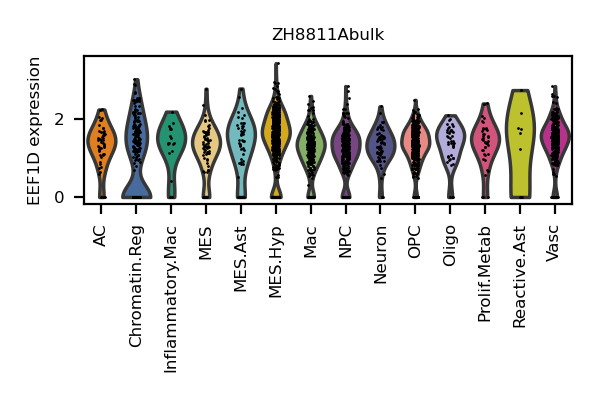 ZH8811Abulk
EEF1D expression
2
0
AC
Chromatin.Reg
Inflammatory.Mac
MES
MES.Ast
MES.Hyp
Mac
NPC
Neuron
OPC
Oligo
Prolif.Metab
Reactive.Ast
Vasc